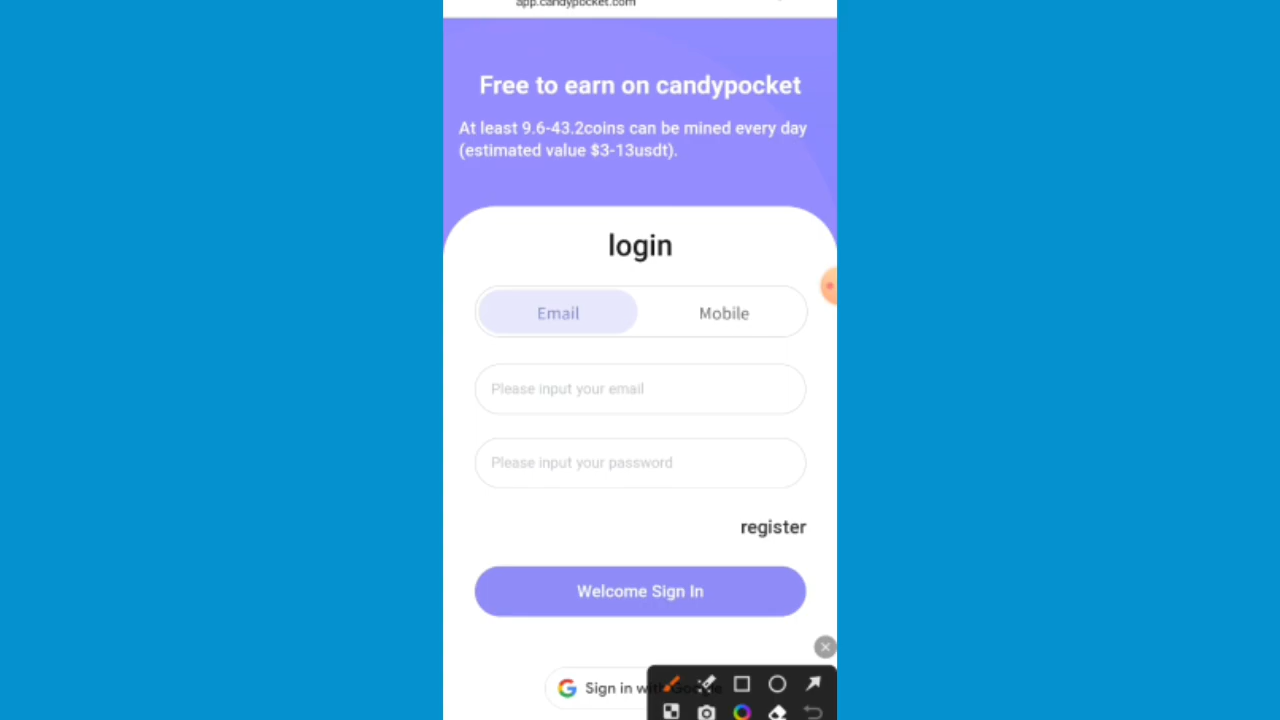 app.candypocket.com
Free to earn on candypocket
At least 9.6-43.2coins can be mined every day
(estimated value $3-13usdt).
login
Email
Mobile
Please input your email
Please input your password
register
Welcome Sign In
Sign in with Google